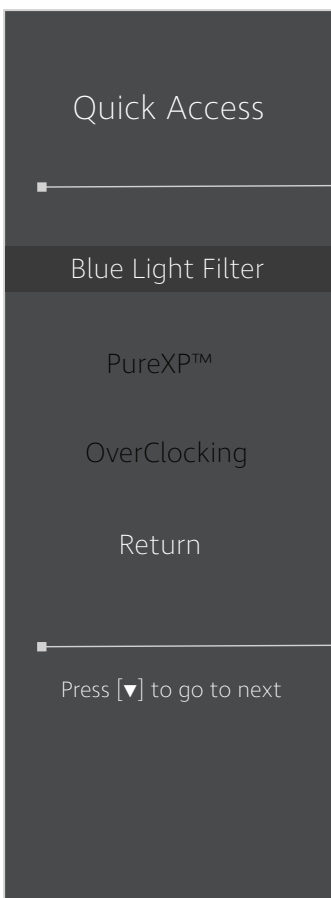 Quick Access
Blue Light Filter
PureXP™
OverClocking
Return
Press [▼] to go to next